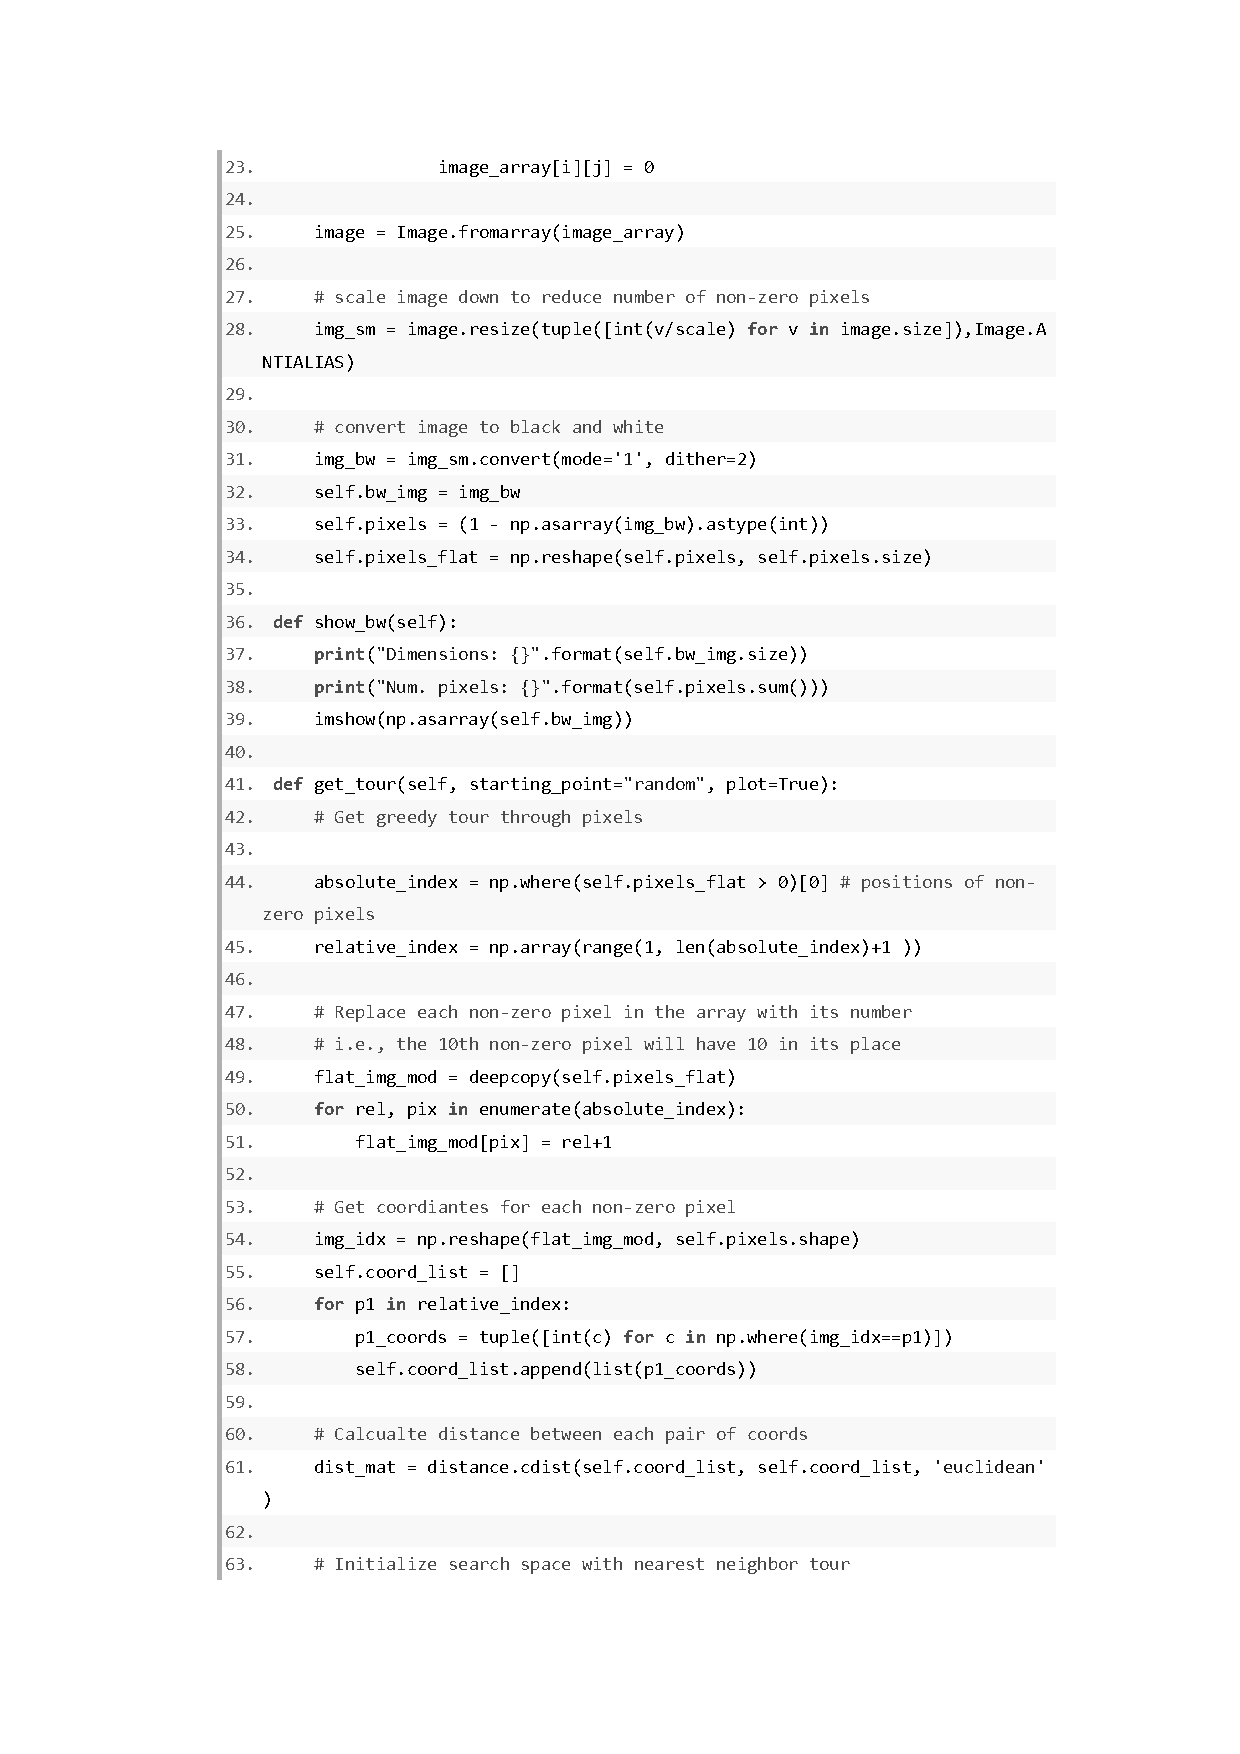 23.                  image_array[i][j] = 0
24.
25.      image = Image.fromarray(image_array)
26.
27.      # scale image down to reduce number of non-zero pixels
28.      img_sm = image.resize(tuple([int(v/scale) for v in image.size]),Image.A
NTIALIAS)
29.
30.      # convert image to black and white
31.      img_bw = img_sm.convert(mode='1', dither=2)
32.      self.bw_img = img_bw
33.      self.pixels = (1 - np.asarray(img_bw).astype(int))
34.      self.pixels_flat = np.reshape(self.pixels, self.pixels.size)
35.
36.  def show_bw(self):
37.      print("Dimensions: {}".format(self.bw_img.size))
38.      print("Num. pixels: {}".format(self.pixels.sum()))
39.      imshow(np.asarray(self.bw_img))
40.
41.  def get_tour(self, starting_point="random", plot=True):
42.      # Get greedy tour through pixels
43.
44.      absolute_index = np.where(self.pixels_flat > 0)[0] # positions of non-
zero pixels
45.      relative_index = np.array(range(1, len(absolute_index)+1 ))
46.
47.      # Replace each non-zero pixel in the array with its number
48.      # i.e., the 10th non-zero pixel will have 10 in its place
49.      flat_img_mod = deepcopy(self.pixels_flat)
50.      for rel, pix in enumerate(absolute_index):
51.          flat_img_mod[pix] = rel+1
52.
53.      # Get coordiantes for each non-zero pixel
54.      img_idx = np.reshape(flat_img_mod, self.pixels.shape)
55.      self.coord_list = []
56.      for p1 in relative_index:
57.          p1_coords = tuple([int(c) for c in np.where(img_idx==p1)])
58.          self.coord_list.append(list(p1_coords))
59.
60.      # Calcualte distance between each pair of coords
61.      dist_mat = distance.cdist(self.coord_list, self.coord_list, 'euclidean'
)
62.
63.      # Initialize search space with nearest neighbor tour